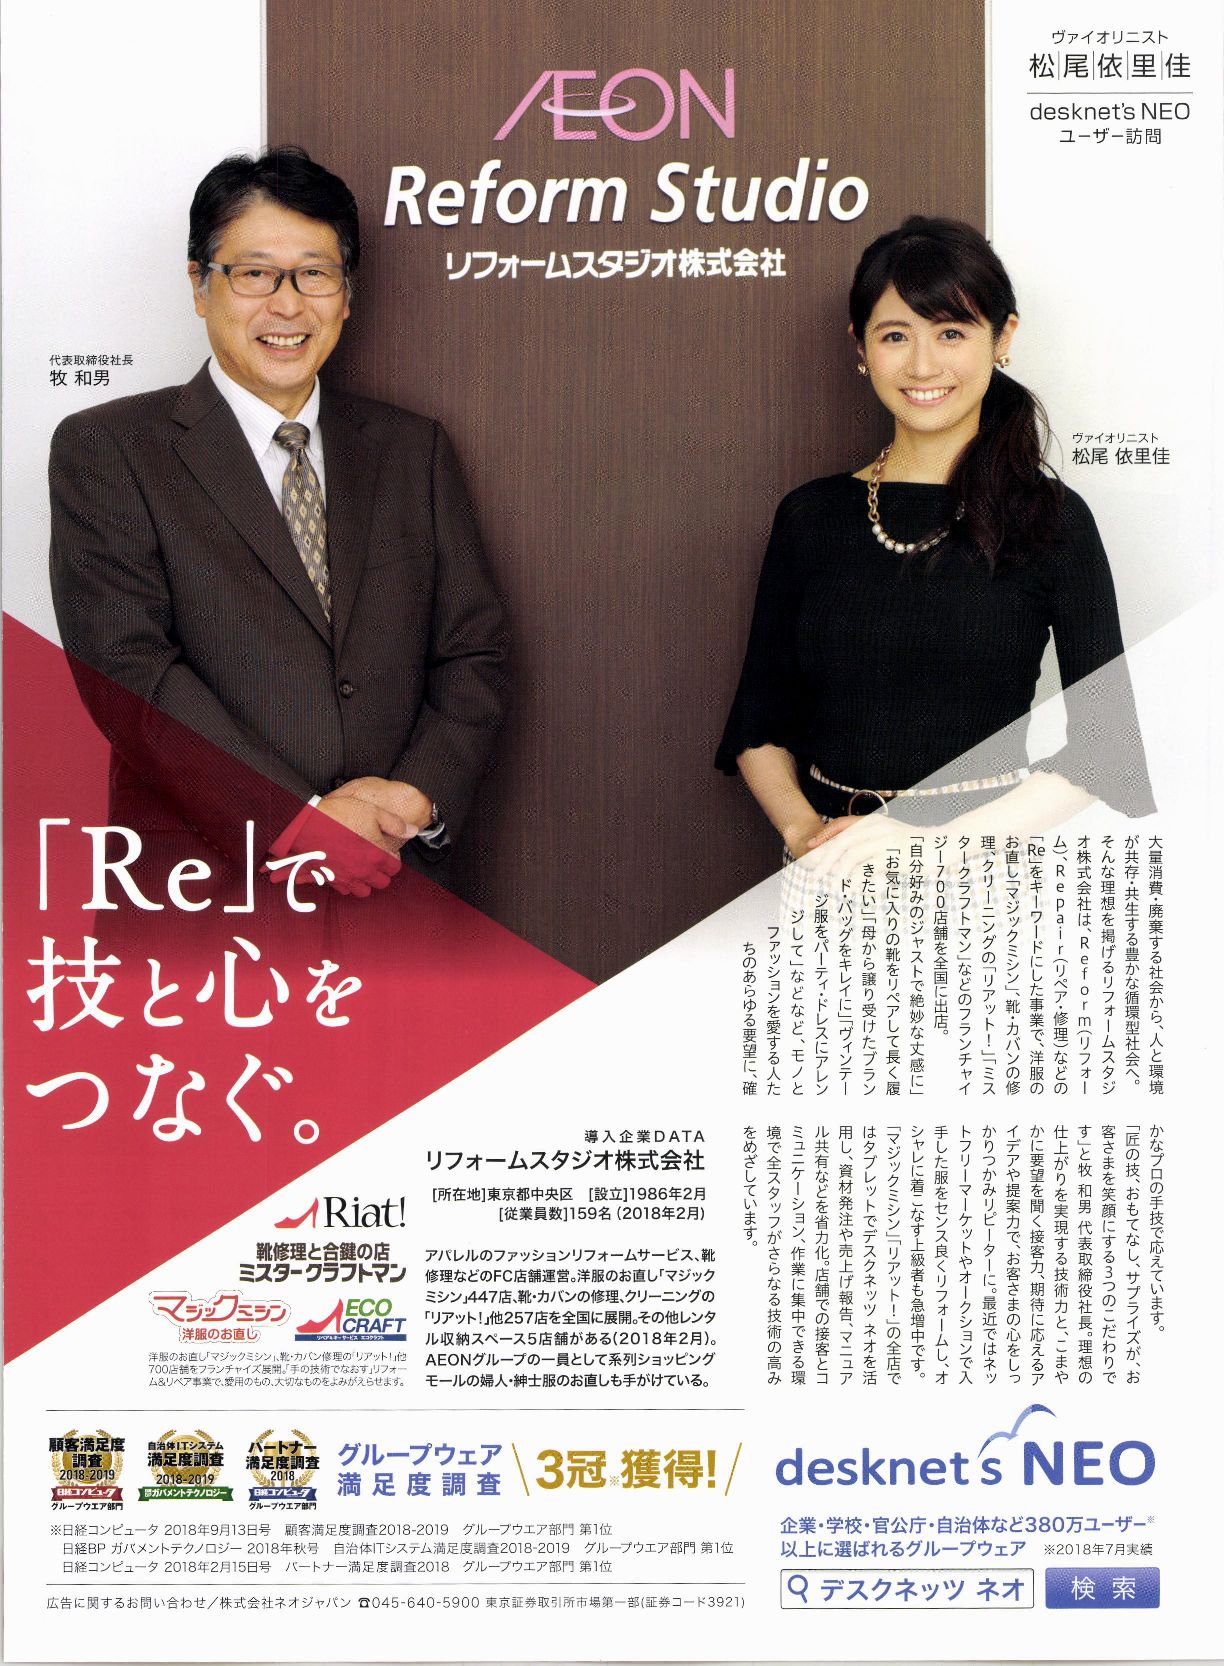 ヴァイオリニスト
松尾依里佳
desknet's NEO
ユーザー訪問
ÆON
Reform Studio
リフォームスタジオ株式会社
代表取締役社長
牧 和男
ヴァイオリニスト
松尾 依里佳
「Re」で
技と心を
つなぐ。
大量消費・廃棄する社会から、人と環境
が共存・共生する豊かな循環型社会へ。
そんな理想を掲げるリフォームスタジ
オ株式会社は、Reform(リフォー
ム)、Repair(リペア・修理)などの
「Re」をキーワードにした事業で、洋服の
お直し「マジックミシン」、靴・カバンの修
理、クリーニングの「リアット!」「ミス
タークラフトマン」などのフランチャイ
ジー700店舗を全国に出店。
「自分好みのジャストで絶妙な丈感に」
「お気に入りの靴をリペアして長く履
きたい」「母から譲り受けたブラン
ド・バッグをキレイに」「ヴィンテー
ジ服をパーティ・ドレスにアレン
ジして」などなど、モノと
ファッションを愛する人た
ちのあらゆる要望に、確
かなプロの手技で応えています。
「匠の技、おもてなし、サプライズが、お
客さまを笑顔にする3つのこだわりで
す」と牧 和男 代表取締役社長。理想の
仕上がりを実現する技術力と、こまや
かに要望を聞く接客力、期待に応えるア
イデアや提案力で、お客さまの心をしっ
かりつかみリピーターに。最近ではネッ
トフリーマーケットやオークションで入
手した服をセンス良くリフォームし、オ
シャレに着こなす上級者も急増中です。
「マジックミシン」「リアット!」の全店で
はタブレットでデスクネッツ ネオを活
用し、資材発注や売上げ報告、マニュア
ル共有などを省力化。店舗での接客とコ
ミュニケーション、作業に集中できる環
境で全スタッフがさらなる技術の高み
をめざしています。
導入企業DATA
リフォームスタジオ株式会社
[所在地]東京都中央区 [設立]1986年2月
[従業員数]159名(2018年2月)
アパレルのファッションリフォームサービス、靴
修理などのFC店舗運営。洋服のお直し「マジック
ミシン」447店、靴・カバンの修理、クリーニングの
「リアット!」他257店を全国に展開。その他レンタ
ル収納スペース5店舗がある(2018年2月)。
AEONグループの一員として系列ショッピング
モールの婦人・紳士服のお直しも手がけている。
Riat!
靴修理と合鍵の店
ミスタークラフトマン
マジックミシン
洋服のお直し
ECO
CRAFT
リペア&キーサービス エコクラフト
洋服のお直し「マジックミシン」、靴・カバン修理の「リアット!」他
700店舗をフランチャイズ展開。「手の技術でなおす」リフォー
ム&リペア事業で、愛用のもの、大切なものをよみがえらせます。
顧客満足度
調査
2018-2019
日経コンピュータ
グループウエア部門
自治体ITシステム
満足度調査
2018-2019
日経BPガバメントテクノロジー
グループウエア部門
パートナー
満足度調査
2018
日経コンピュータ
グループウエア部門
グループウェア
満足度調査
3冠※獲得!
※日経コンピュータ 2018年9月13日号 顧客満足度調査2018-2019 グループウエア部門 第1位
日経BP ガバメントテクノロジー 2018年秋号 自治体ITシステム満足度調査2018-2019 グループウエア部門 第1位
日経コンピュータ 2018年2月15日号 パートナー満足度調査2018 グループウエア部門 第1位
広告に関するお問い合わせ/株式会社ネオジャパン ☎045-640-5900 東京証券取引所市場第一部(証券コード3921)
desknet's NEO
企業・学校・官公庁・自治体など380万ユーザー※
以上に選ばれるグループウェア ※2018年7月実績
デスクネッツ ネオ 検索